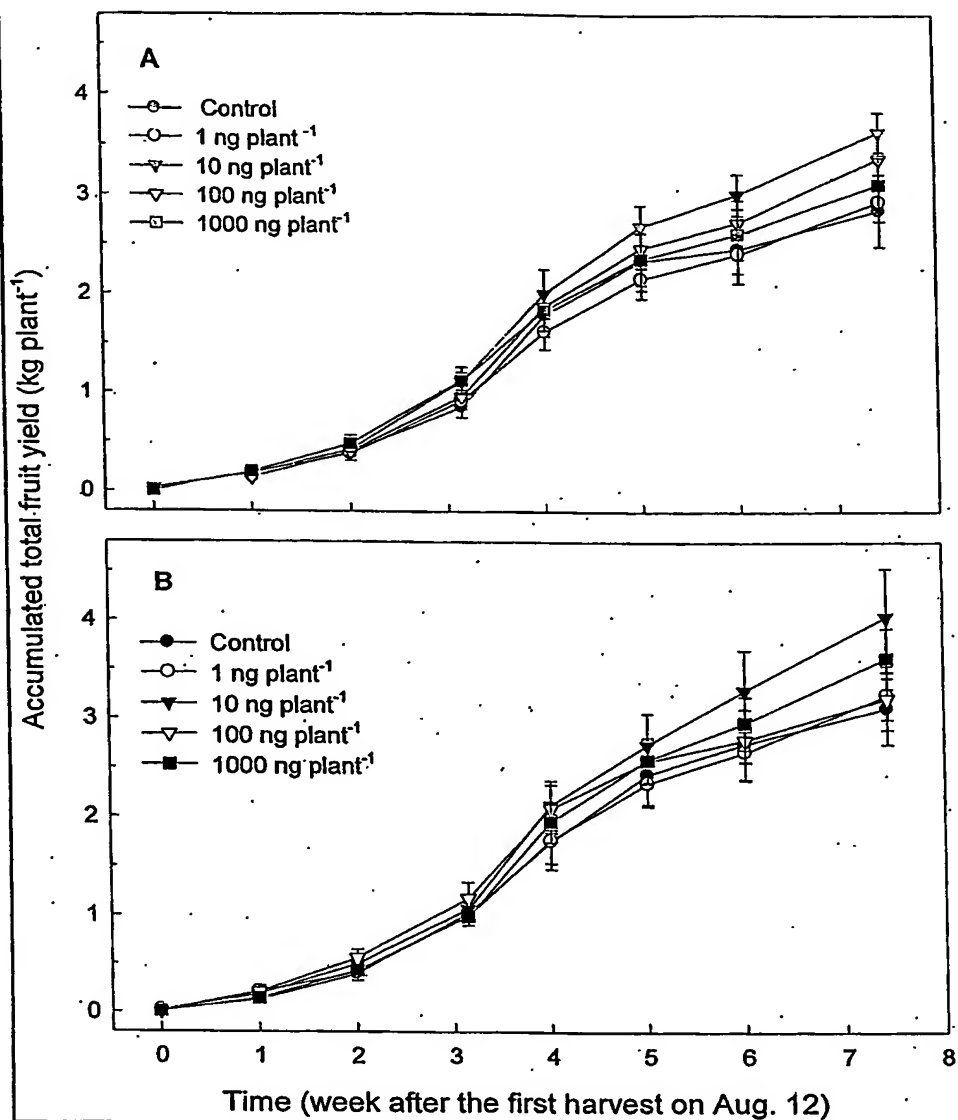 A
Control
1 ng plant⁻¹
10 ng plant⁻¹
100 ng plant⁻¹
1000 ng plant⁻¹
4
3
2
1
0
Accumulated total fruit yield (kg plant⁻¹)
B
Control
1 ng plant⁻¹
10 ng plant⁻¹
100 ng plant⁻¹
1000 ng plant⁻¹
4
3
2
1
0
0 1 2 3 4 5 6 7 8
Time (week after the first harvest on Aug. 12)